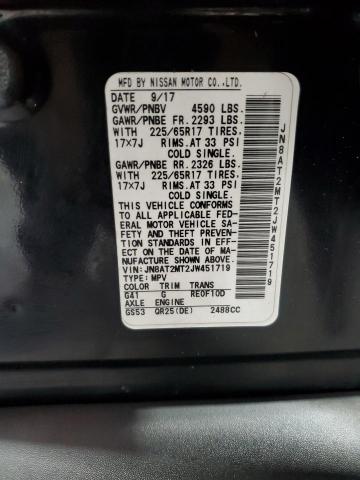 MFD BY NISSAN MOTOR CO.,LTD.
DATE 9/17
GVWR/PNBV 4590 LBS.
GAWR/PNBE FR. 2293 LBS.
WITH 225/65R17 TIRES.
17x7J RIMS.AT 33 PSI
COLD SINGLE.
GAWR/PNBE RR. 2326 LBS.
WITH 225/65R17 TIRES.
17x7J RIMS.AT 33 PSI
COLD SINGLE.
THIS VEHICLE CONFORMS
TO ALL APPLICABLE FED-
ERAL MOTOR VEHICLE SA-
FETY AND THEFT PREVEN-
TION STANDARDS IN EFF-
ECT ON THE DATE OF MA-
NUFACTURE SHOWN ABOVE.
VIN: JN8AT2MT2JW451719
TYPE: MPV
COLOR TRIM TRANS
G41 G RE0F10D
AXLE ENGINE
GS53 QR25(DE) 2488CC
JN8AT2MT2JW451719